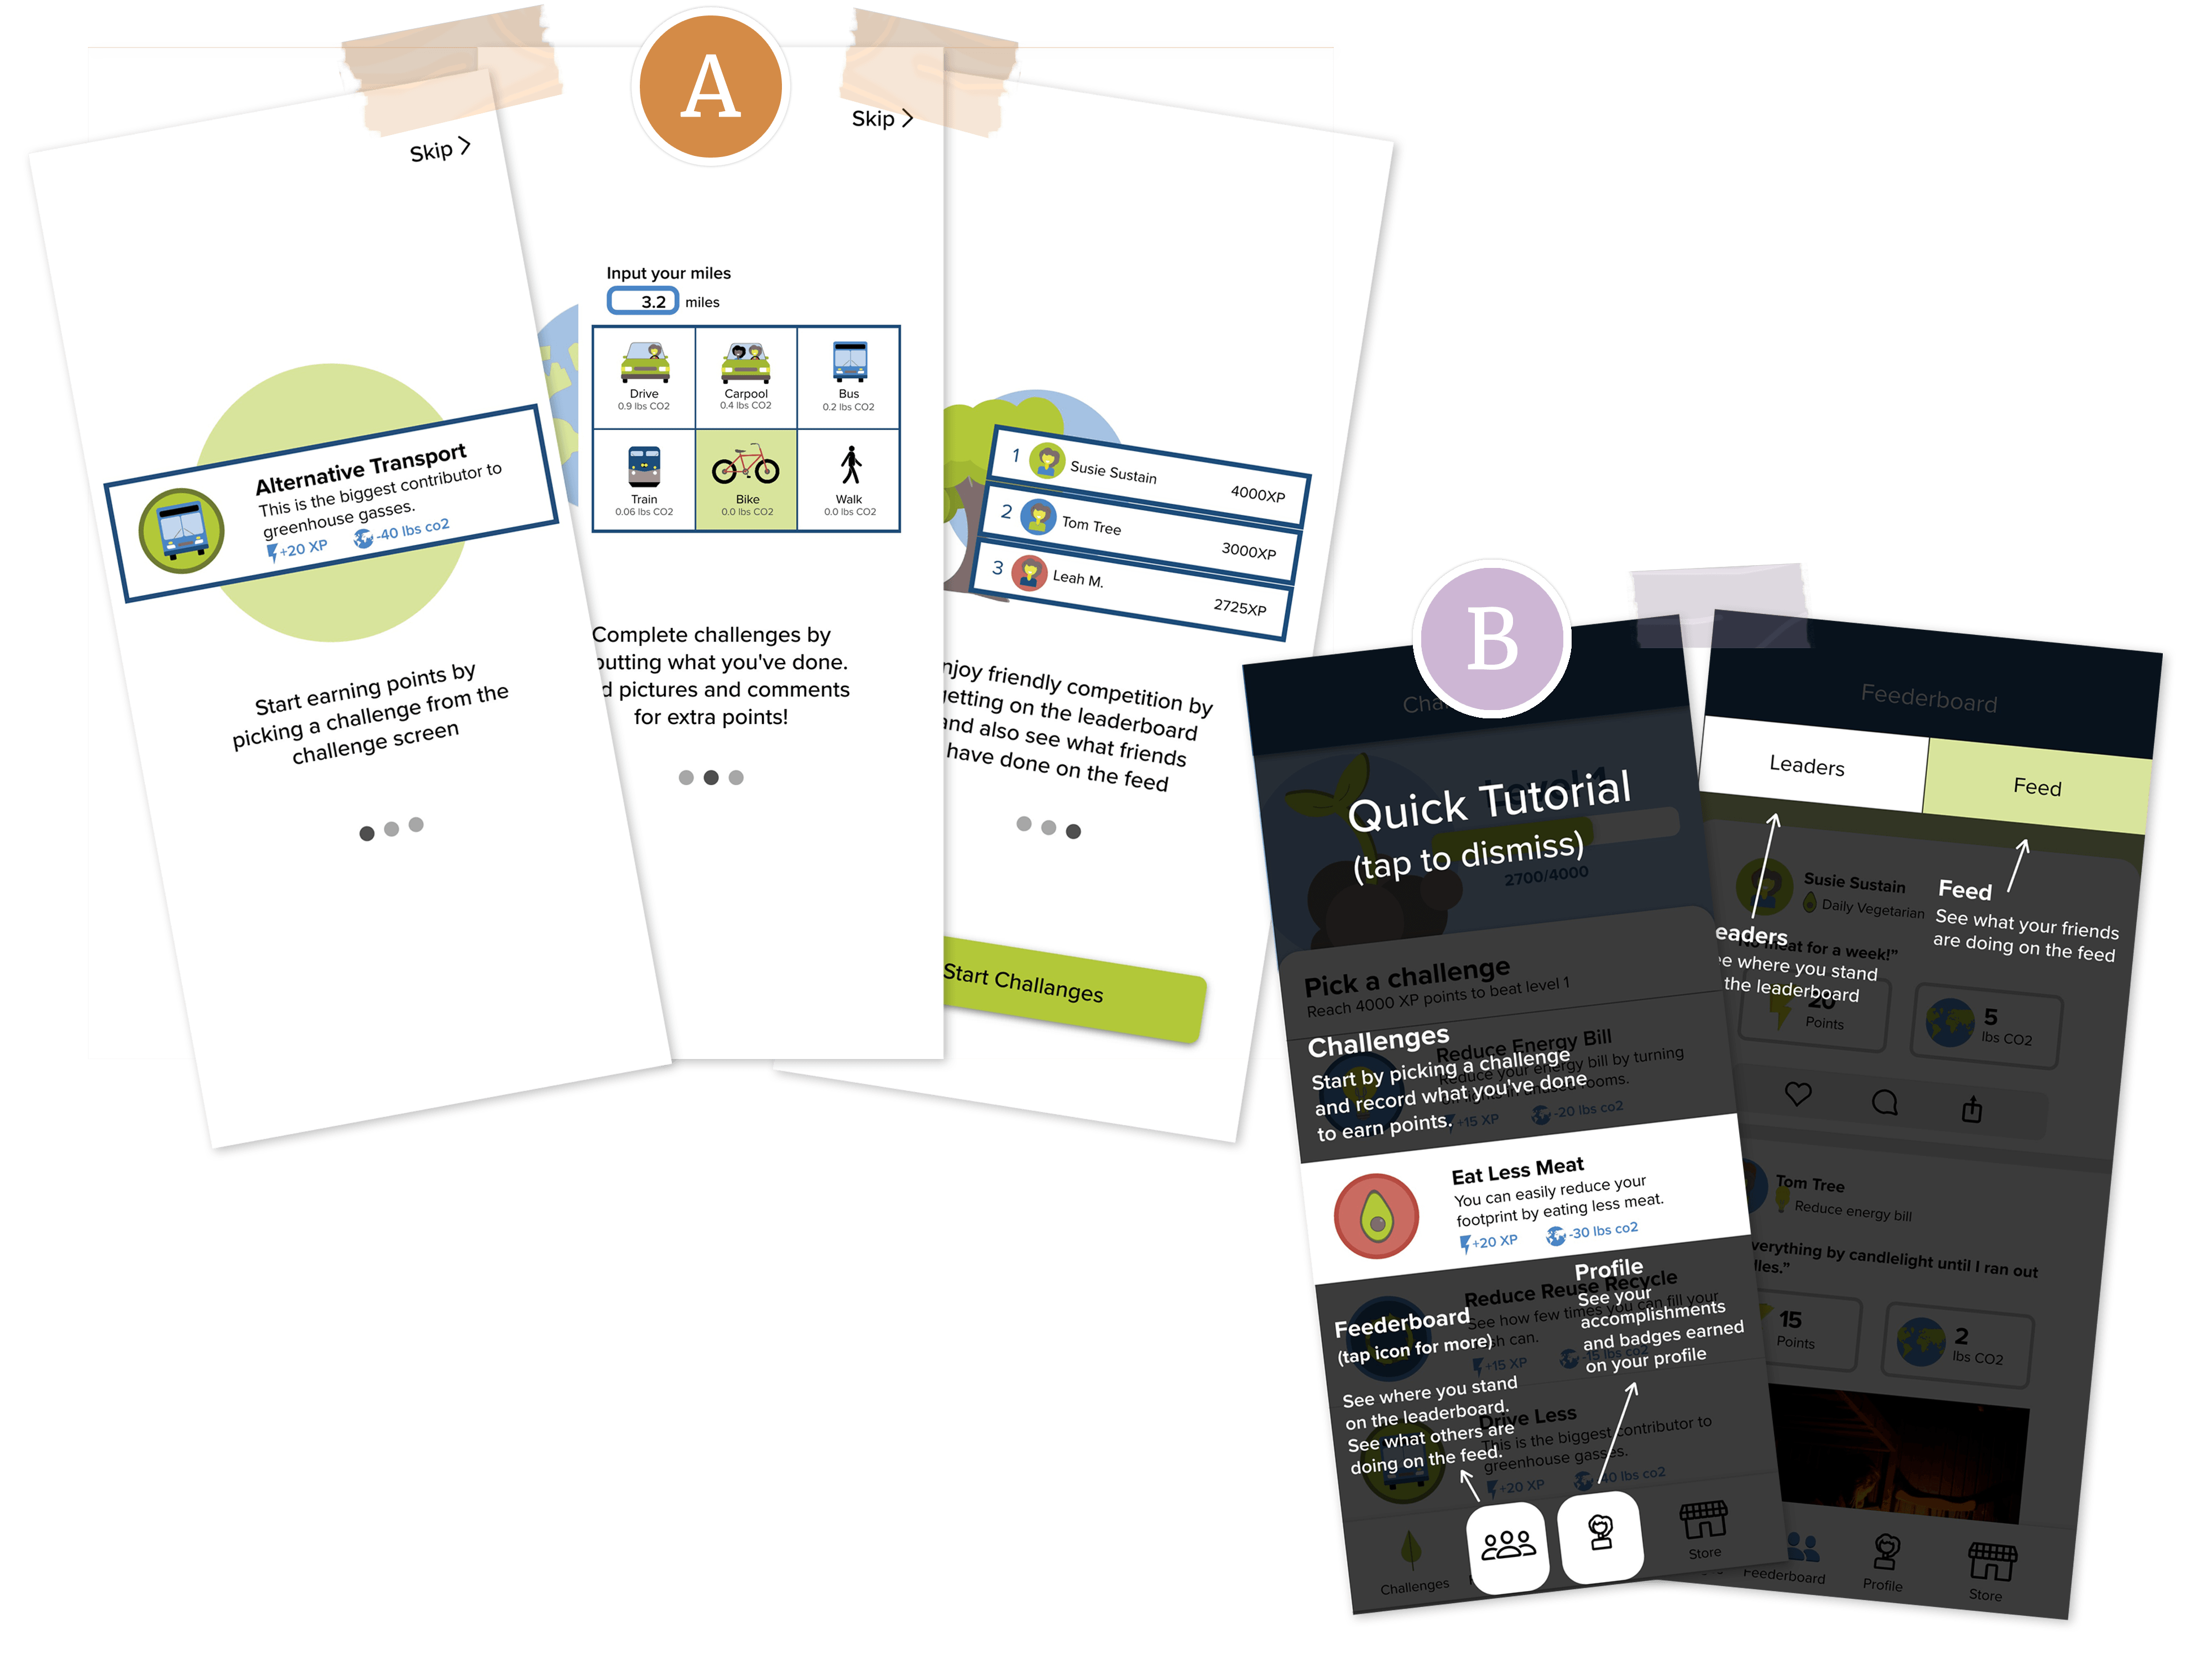 A
Skip
Alternative Transport
This is the biggest contributor to
greenhouse gasses.
+20 XP -40 lbs co2
Start earning points by
picking a challenge from the
challenge screen
Skip
Input your miles
3.2 miles
Drive
0.9 lbs CO2
Carpool
0.4 lbs CO2
Bus
0.2 lbs CO2
Train
0.06 lbs CO2
Bike
0.0 lbs CO2
Walk
0.0 lbs CO2
Complete challenges by
utting what you've done.
d pictures and comments
for extra points!
1 Susie Sustain 4000XP
2 Tom Tree 3000XP
3 Leah M. 2725XP
njoy friendly competition by
etting on the leaderboard
and also see what friends
have done on the feed
Start Challanges
B
Quick Tutorial
(tap to dismiss)
Level 1
2700/4000
Pick a challenge
Reach 4000 XP points to beat level 1
Challenges
Start by picking a challenge
and record what you've done
to earn points.
Reduce Energy Bill
Reduce your energy bill by turning
rooms.
+15 XP -20 lbs co2
Eat Less Meat
You can easily reduce your
footprint by eating less meat.
+20 XP -30 lbs co2
Profile
See your
accomplishments
and badges earned
on your profile
Reduce Reuse Recycle
See how few times you can fill your
can.
+15 XP -15 lbs co2
Feederboard
(tap icon for more)
See where you stand
on the leaderboard.
See what others are
doing on the feed.
Drive Less
This is the biggest contributor to
greenhouse gasses.
+20 XP 40 lbs co2
Challenges
Store
Feederboard
Leaders
Feed
Susie Sustain
Daily Vegetarian
Feed
See what your friends
are doing on the feed
eaders
e where you stand
the leaderboard
meat for a week!”
20
Points
5
lbs CO2
Tom Tree
Reduce energy bill
verything by candlelight until I ran out
lles.”
15
Points
2
lbs CO2
Feederboard
Profile
Store